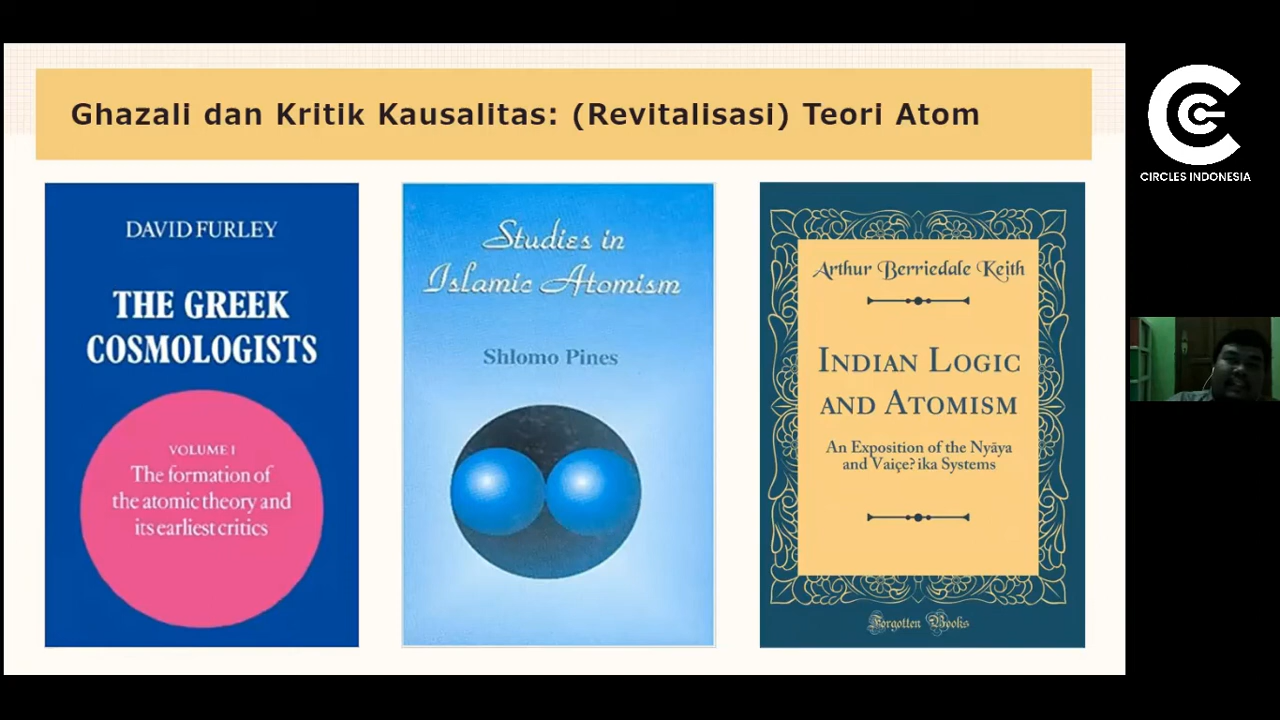 Ghazali dan Kritik Kausalitas: (Revitalisasi) Teori Atom
DAVID FURLEY
THE GREEK
COSMOLOGISTS
VOLUME I
The formation of
the atomic theory and
its earliest critics
Studies in
Islamic Atomism
Shlomo Pines
Arthur Berriedale Keith
INDIAN LOGIC
AND ATOMISM
An Exposition of the Nyāya
and Vaiçe?ika Systems
Forgotten Books
CIRCLES INDONESIA